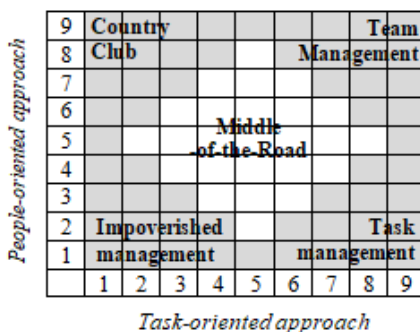 People-oriented approach
9 Country Team
8 Club Management
7
6
5 Middle
-of-the-Road
4
3
2 Impoverished Task
1 management management
1 2 3 4 5 6 7 8 9
Task-oriented approach